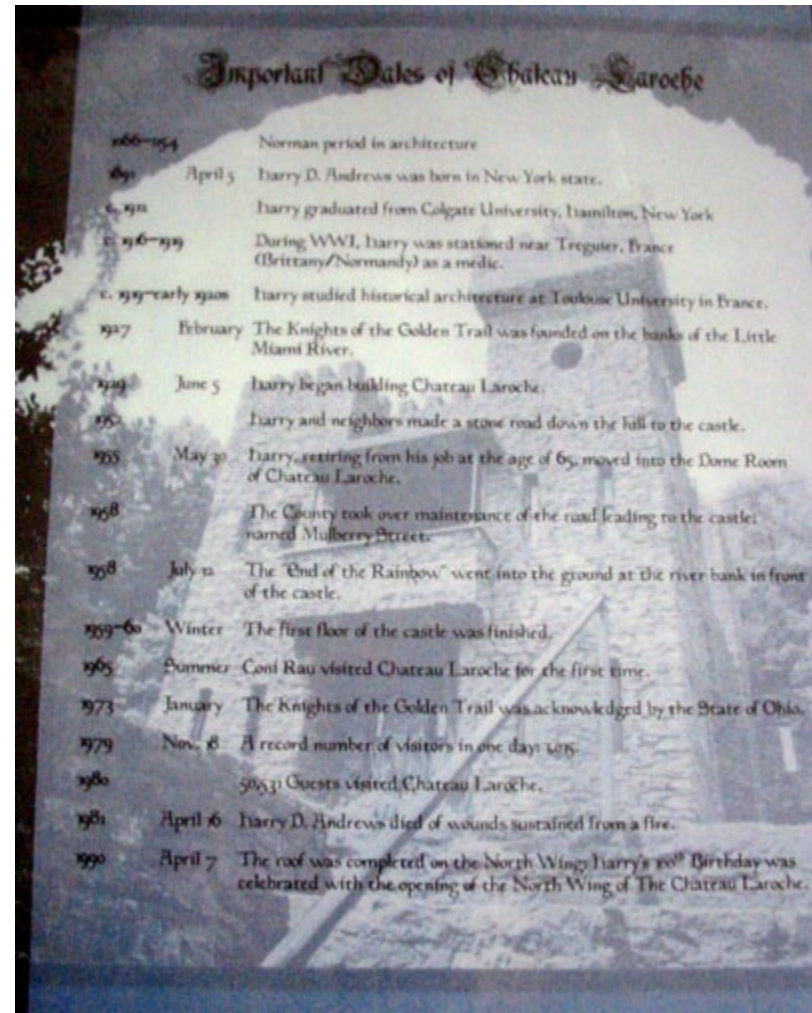 Important Dates of Chateau Laroche
1066–1154 Norman period in architecture
1891 April 5 Harry D. Andrews was born in New York state.
c. 1912 Harry graduated from Colgate University, Hamilton, New York
c. 1916–1919 During WWI, Harry was stationed near Treguier, France
(Brittany/Normandy) as a medic.
c. 1919–early 1920s Harry studied historical architecture at Toulouse University in France.
1927 February The Knights of the Golden Trail was founded on the banks of the Little
Miami River.
1929 June 5 Harry began building Chateau Laroche.
Harry and neighbors made a stone road down the hill to the castle.
1955 May 30 Harry, retiring from his job at the age of 65, moved into the Dome Room
of Chateau Laroche.
1958 The County took over maintenance of the road leading to the castle;
named Mulberry Street.
1958 July 12 The "End of the Rainbow" went into the ground at the river bank in front
of the castle.
1959–60 Winter The first floor of the castle was finished.
1965 Summer Coni Rau visited Chateau Laroche for the first time.
1973 January The Knights of the Golden Trail was acknowledged by the State of Ohio.
1979 Nov. 18 A record number of visitors in one day:
1980 50,531 Guests visited Chateau Laroche.
1981 April 16 Harry D. Andrews died of wounds sustained from a fire.
1990 April 7 The roof was completed on the North Wing; Harry's 100th Birthday was
celebrated with the opening of the North Wing of The Chateau Laroche.